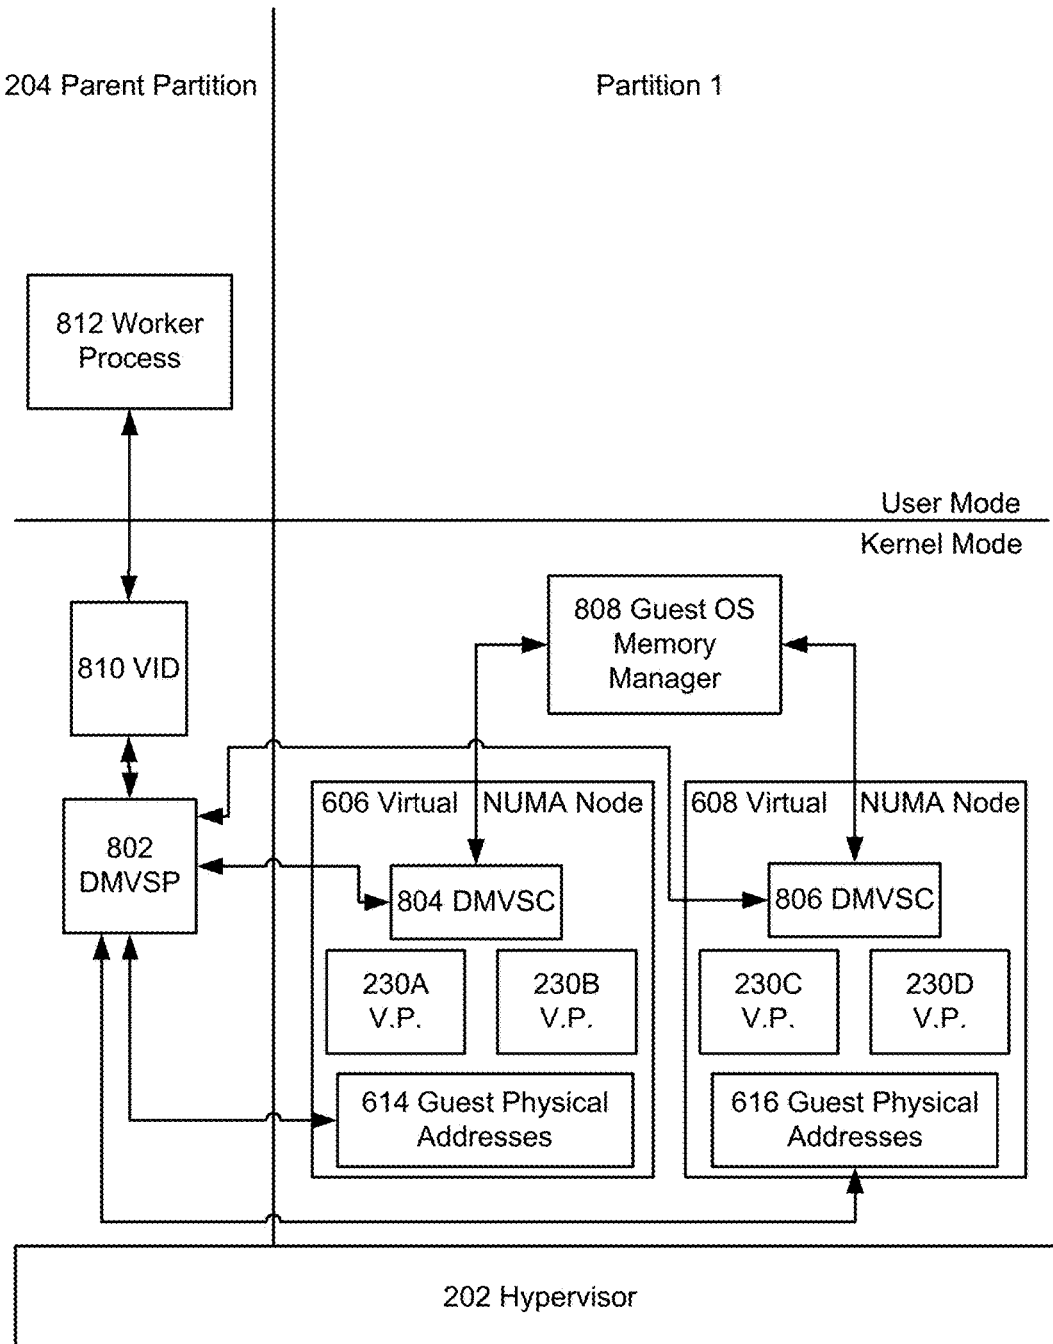 204 Parent Partition
Partition 1
812 Worker
Process
User Mode
Kernel Mode
808 Guest OS
Memory
Manager
810 VID
606 Virtual NUMA Node
608 Virtual NUMA Node
802
DMVSP
804 DMVSC
806 DMVSC
230A
V.P.
230B
V.P.
230C
V.P.
230D
V.P.
614 Guest Physical
Addresses
616 Guest Physical
Addresses
202 Hypervisor